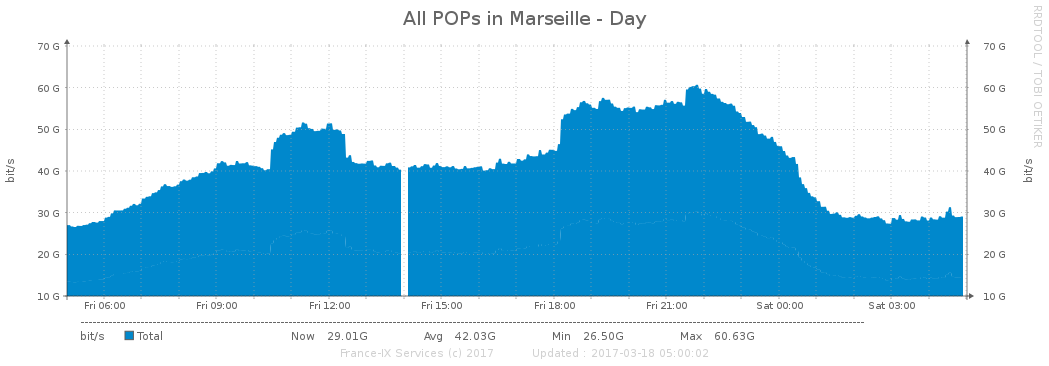 All POPs in Marseille - Day
RRDTOOL / TOBI OETIKER
bit/s
bit/s
70 G 70 G
60 G 60 G
50 G 50 G
40 G 40 G
30 G 30 G
20 G 20 G
10 G 10 G
Fri 06:00 Fri 09:00 Fri 12:00 Fri 15:00 Fri 18:00 Fri 21:00 Sat 00:00 Sat 03:00
bit/s Total Now 29.01G Avg 42.03G Min 26.50G Max 60.63G
France-IX Services (c) 2017 Updated : 2017-03-18 05:00:02